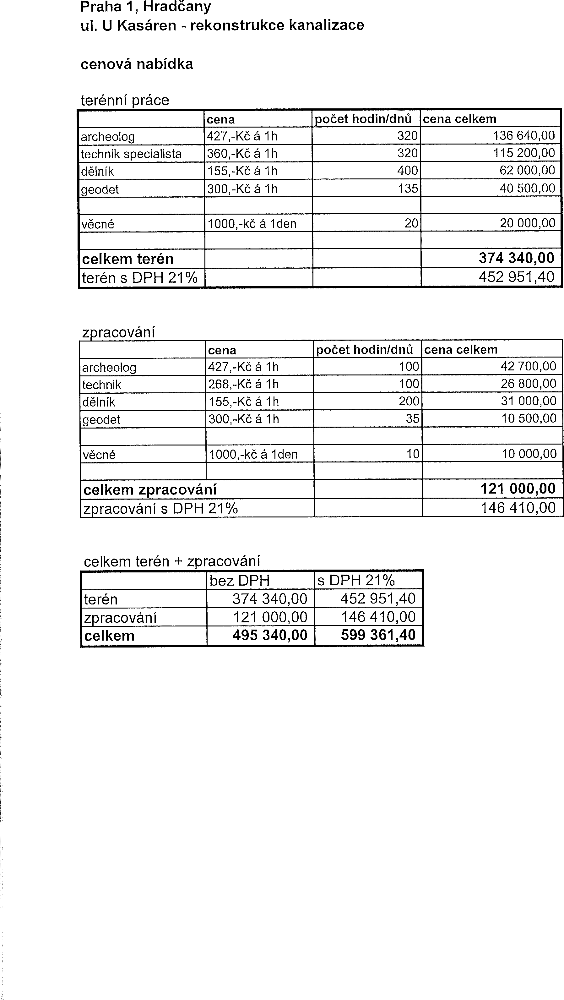 Praha 1, Hradčany
ul. U Kasáren - rekonstrukce kanalizace
cenová nabídka
terénní práce
cena počet hodin/dnů cena celkem
archeolog 427,-Kč á 1h 320 136 640,00
technik specialista 360,-Kč á 1h 320 115 200,00
dělník 155,-Kč á 1h 400 62 000,00
geodet 300,-Kč á 1h 135 40 500,00
věcné 1000,-kč á 1den 20 20 000,00
celkem terén 374 340,00
terén s DPH 21% 452 951,40
zpracování
cena počet hodin/dnů cena celkem
archeolog 427,-Kč á 1h 100 42 700,00
technik 268,-Kč á 1h 100 26 800,00
dělník 155,-Kč á 1h 200 31 000,00
geodet 300,-Kč á 1h 35 10 500,00
věcné 1000,-kč á 1den 10 10 000,00
celkem zpracování 121 000,00
zpracování s DPH 21% 146 410,00
celkem terén + zpracování
bez DPH s DPH 21%
terén 374 340,00 452 951,40
zpracování 121 000,00 146 410,00
celkem 495 340,00 599 361,40